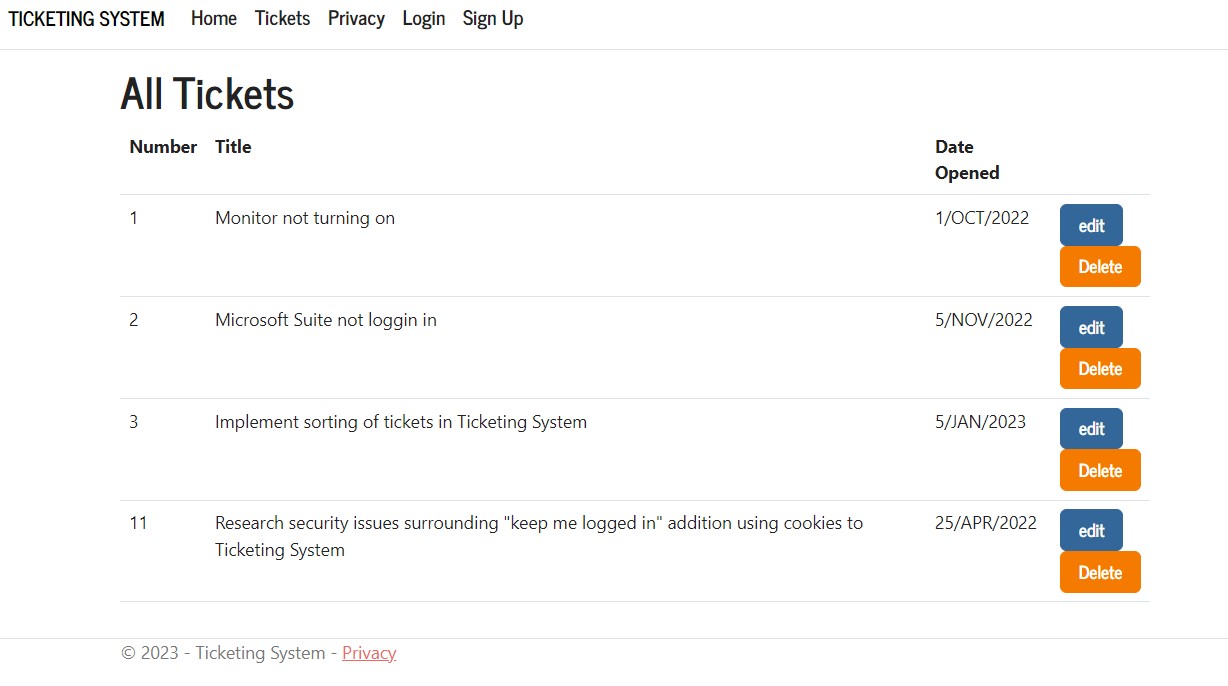 TICKETING SYSTEM Home Tickets Privacy Login Sign Up
All Tickets
Number Title Date
Opened
1 Monitor not turning on 1/OCT/2022 edit
Delete
2 Microsoft Suite not loggin in 5/NOV/2022 edit
Delete
3 Implement sorting of tickets in Ticketing System 5/JAN/2023 edit
Delete
11 Research security issues surrounding "keep me logged in" addition using cookies to 25/APR/2022 edit
Ticketing System
Delete
© 2023 - Ticketing System - Privacy